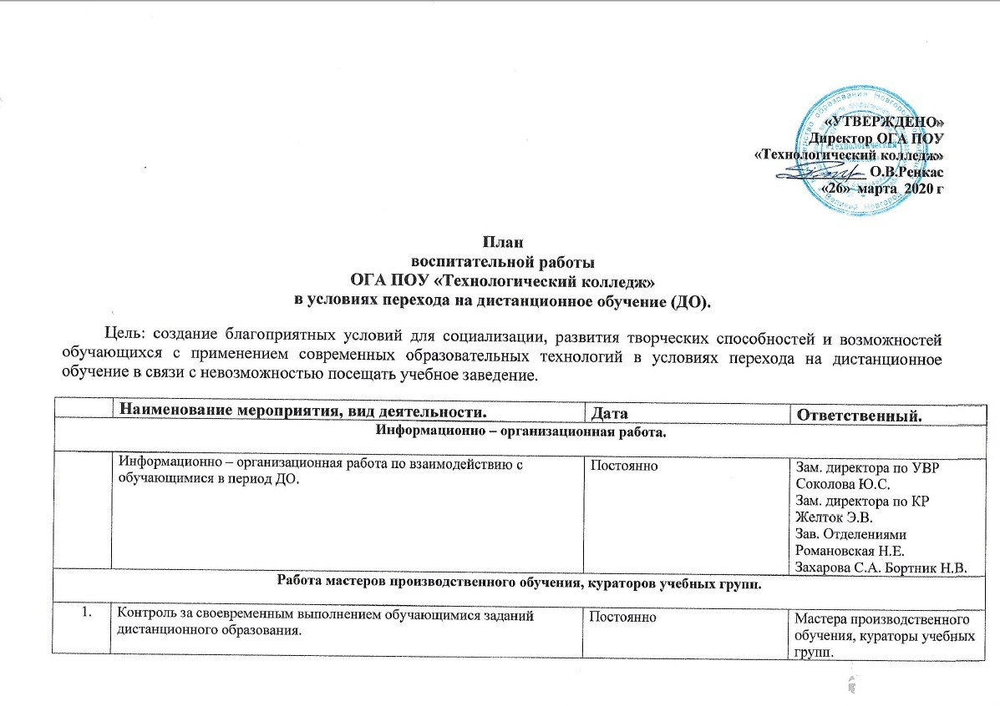 «УТВЕРЖДЕНО»
Директор ОГА ПОУ
«Технологический колледж»
О.В.Ренкас
«26» марта 2020 г
Великий Новгород
План
воспитательной работы
ОГА ПОУ «Технологический колледж»
в условиях перехода на дистанционное обучение (ДО).
Цель: создание благоприятных условий для социализации, развития творческих способностей и возможностей
обучающихся с применением современных образовательных технологий в условиях перехода на дистанционное
обучение в связи с невозможностью посещать учебное заведение.
Наименование мероприятия, вид деятельности. Дата Ответственный.
Информационно – организационная работа.
Информационно – организационная работа по взаимодействию с
обучающимися в период ДО.
Постоянно
Зам. директора по УВР
Соколова Ю.С.
Зам. директора по КР
Желток Э.В.
Зав. Отделениями
Романовская Н.Е.
Захарова С.А. Бортник Н.В.
Работа мастеров производственного обучения, кураторов учебных групп.
1. Контроль за своевременным выполнением обучающимися заданий
дистанционного образования.
Постоянно
Мастера производственного
обучения, кураторы учебных
групп.